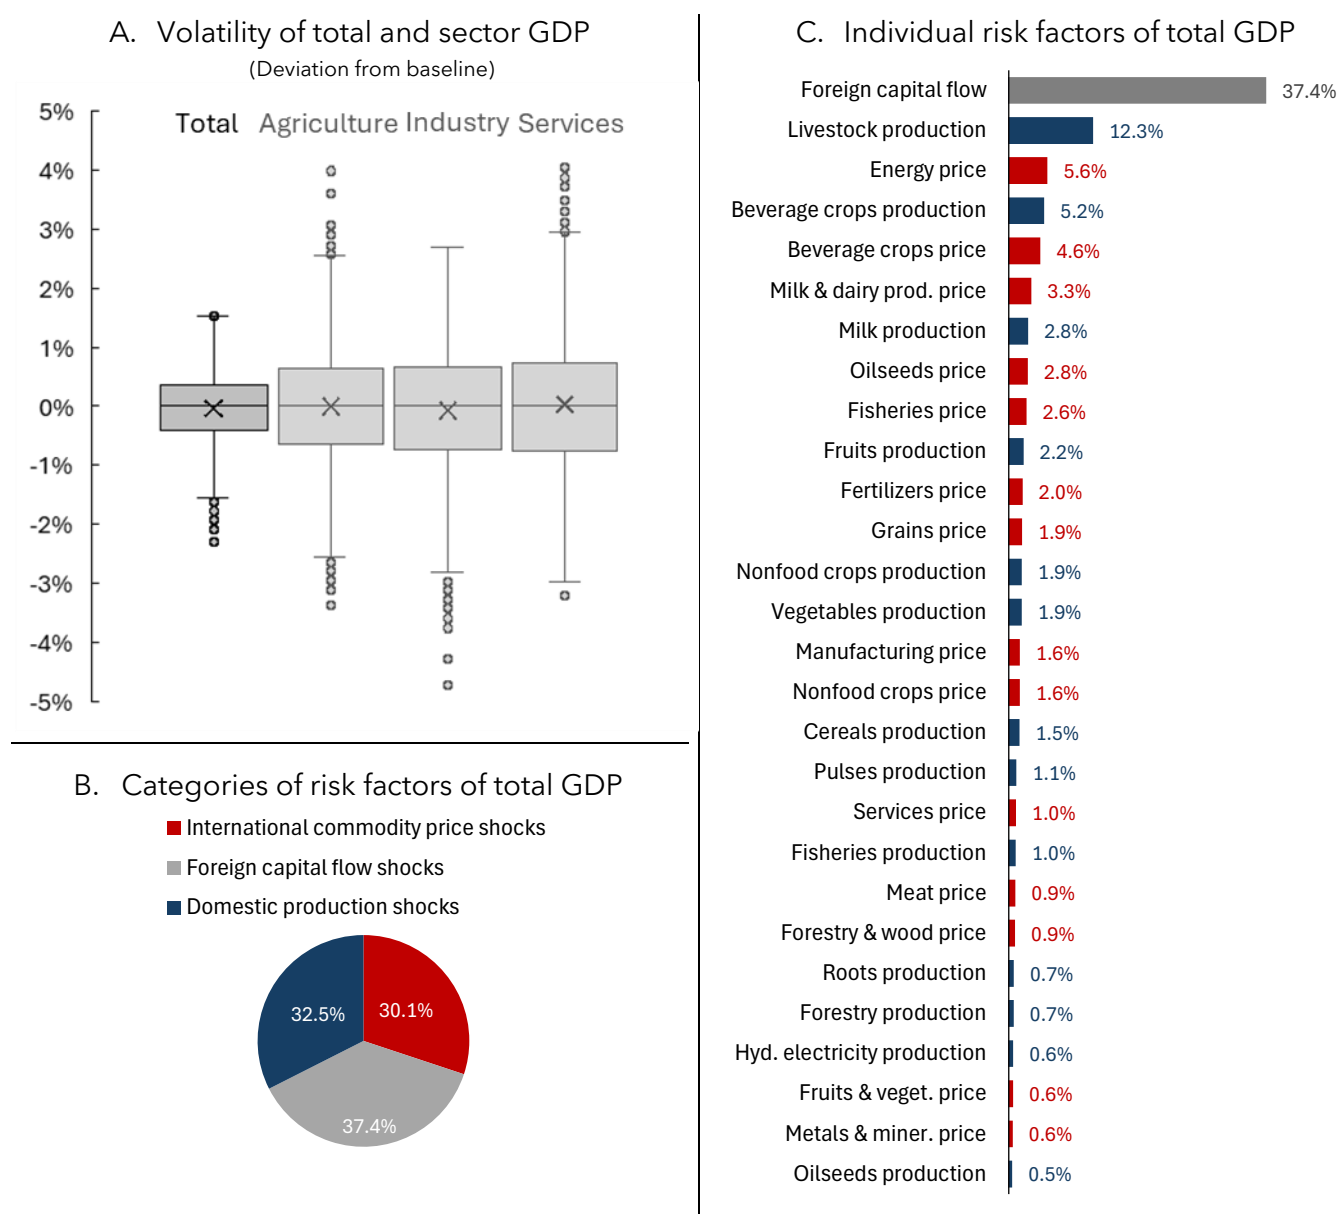 A. Volatility of total and sector GDP
(Deviation from baseline)
Total Agriculture Industry Services
5%
4%
3%
2%
1%
0%
-1%
-2%
-3%
-4%
-5%
B. Categories of risk factors of total GDP
International commodity price shocks
Foreign capital flow shocks
Domestic production shocks
32.5% 30.1%
37.4%
C. Individual risk factors of total GDP
Foreign capital flow 37.4%
Livestock production 12.3%
Energy price 5.6%
Beverage crops production 5.2%
Beverage crops price 4.6%
Milk & dairy prod. price 3.3%
Milk production 2.8%
Oilseeds price 2.8%
Fisheries price 2.6%
Fruits production 2.2%
Fertilizers price 2.0%
Grains price 1.9%
Nonfood crops production 1.9%
Vegetables production 1.9%
Manufacturing price 1.6%
Nonfood crops price 1.6%
Cereals production 1.5%
Pulses production 1.1%
Services price 1.0%
Fisheries production 1.0%
Meat price 0.9%
Forestry & wood price 0.9%
Roots production 0.7%
Forestry production 0.7%
Hyd. electricity production 0.6%
Fruits & veget. price 0.6%
Metals & miner. price 0.6%
Oilseeds production 0.5%